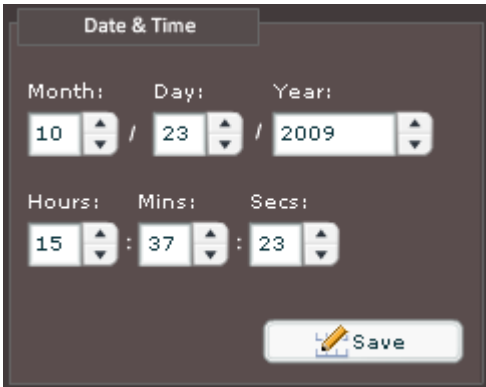 Date & Time
Month: Day: Year:
10 / 23 / 2009
Hours: Mins: Secs:
15 : 37 : 23
Save